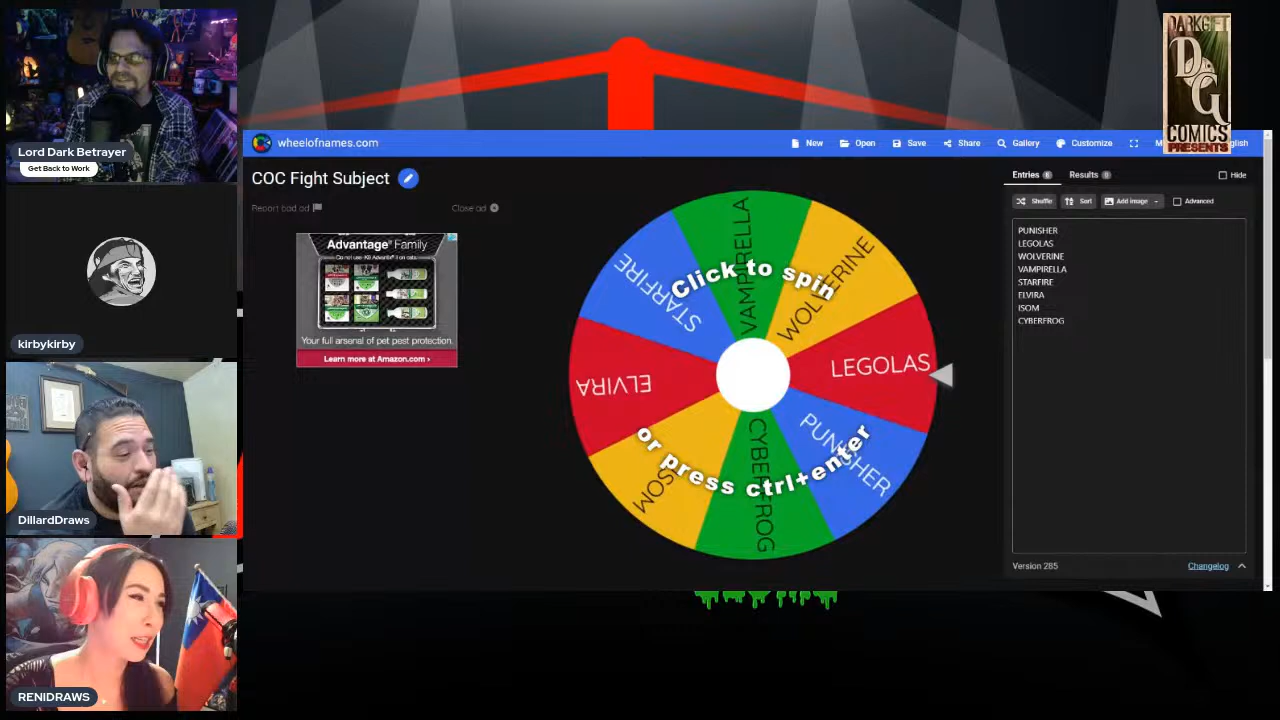 Lord Dark Betrayer
Get Back to Work
kirbykirby
DillardDraws
RENIDRAWS
DARKGIFT
D G
COMICS
PRESENTS
wheelofnames.com
New
Open
Save
Share
Gallery
Customize
COC Fight Subject
Report bad ad
Close ad
Advantage® Family
Your full arsenal of pet pest protection.
Learn more at Amazon.com ›
Click to spin
or press ctrl+enter
VAMPIRELLA
WOLVERINE
LEGOLAS
PUNISHER
CYBERFROG
ISOM
ELVIRA
STARFIRE
Entries 8
Results 0
Hide
Shuffle
Sort
Add image
Advanced
PUNISHER
LEGOLAS
WOLVERINE
VAMPIRELLA
STARFIRE
ELVIRA
ISOM
CYBERFROG
Version 285
Changelog